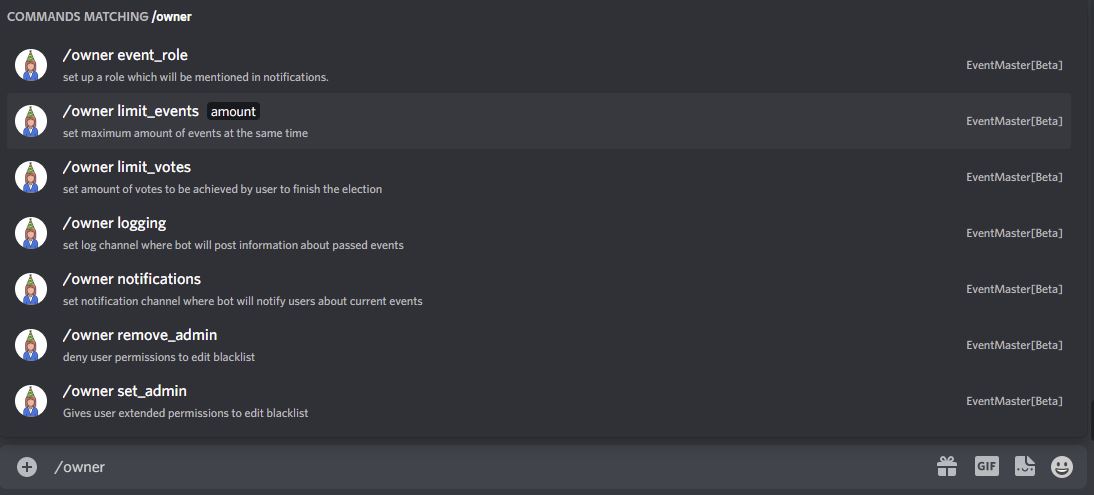 COMMANDS MATCHING /owner
/owner event_role
set up a role which will be mentioned in notifications.
EventMaster[Beta]
/owner limit_events amount
set maximum amount of events at the same time
EventMaster[Beta]
/owner limit_votes
set amount of votes to be achieved by user to finish the election
EventMaster[Beta]
/owner logging
set log channel where bot will post information about passed events
EventMaster[Beta]
/owner notifications
set notification channel where bot will notify users about current events
EventMaster[Beta]
/owner remove_admin
deny user permissions to edit blacklist
EventMaster[Beta]
/owner set_admin
Gives user extended permissions to edit blacklist
EventMaster[Beta]
/owner
GIF